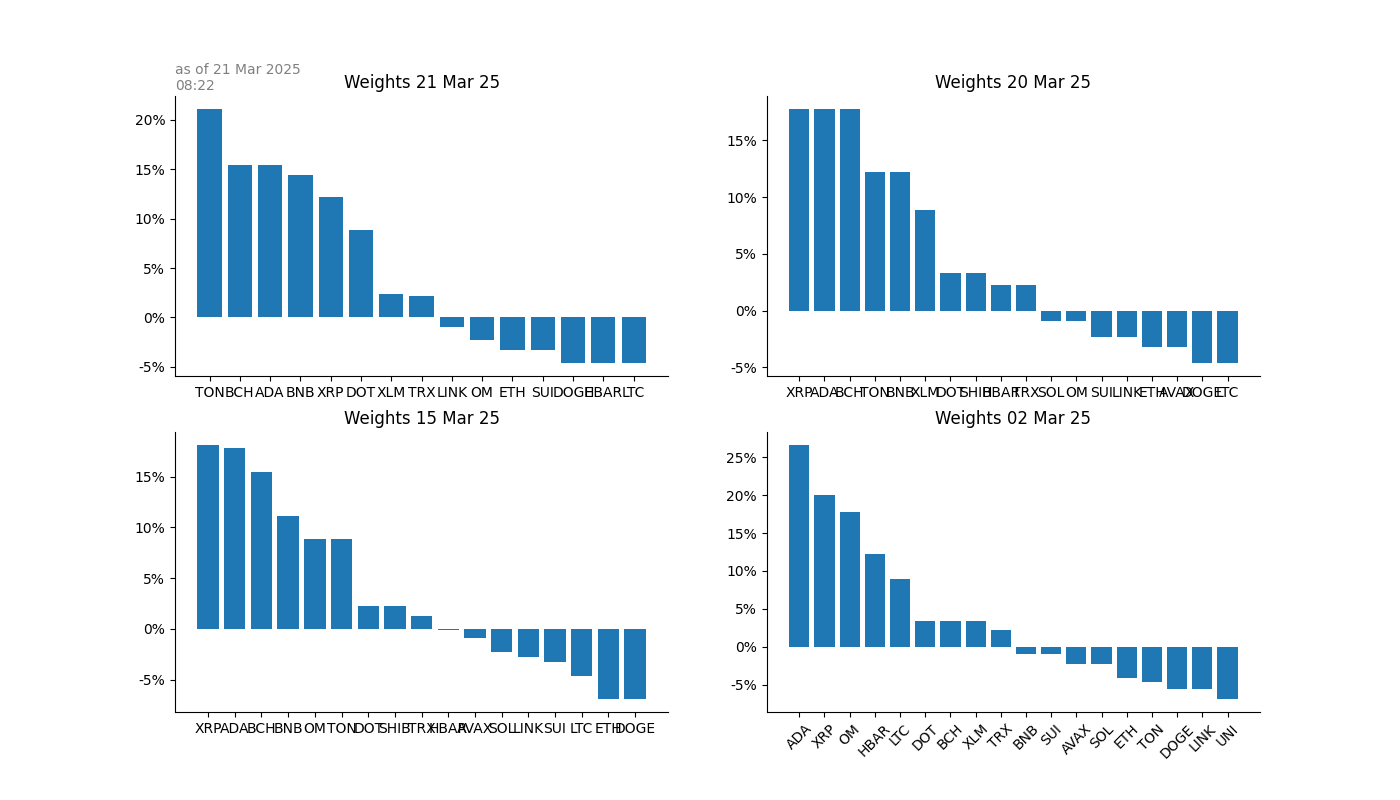 as of 21 Mar 2025
08:22
Weights 21 Mar 25
20%
15%
10%
5%
0%
-5%
TON BCH ADA BNB XRP DOT XLM TRX LINK OM ETH SUI DOGE HBAR LTC
Weights 20 Mar 25
15%
10%
5%
0%
-5%
XRP ADA BCH TON BNB XLM DOT SHIB HBAR TRX SOL OM SUI LINK ETH AVAX DOGE LTC
Weights 15 Mar 25
15%
10%
5%
0%
-5%
XRP ADA BCH BNB OM TON DOT SHIB TRX HBAR AVAX SOL LINK SUI LTC ETH DOGE
Weights 02 Mar 25
25%
20%
15%
10%
5%
0%
-5%
ADA XRP OM HBAR LTC DOT BCH XLM TRX BNB SUI AVAX SOL ETH TON DOGE LINK UNI